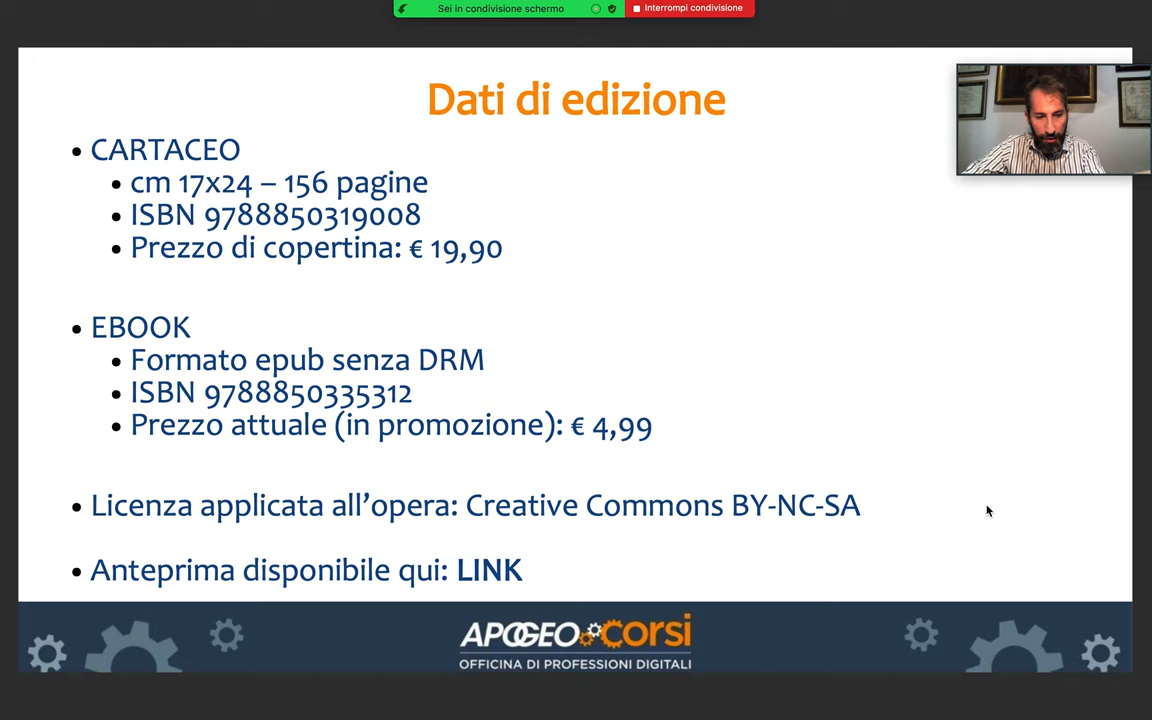 Sei in condivisione schermo
Interrompi condivisione
Dati di edizione
• CARTACEO
• cm 17x24 – 156 pagine
• ISBN 9788850319008
• Prezzo di copertina: € 19,90
• EBOOK
• Formato epub senza DRM
• ISBN 9788850335312
• Prezzo attuale (in promozione): € 4,99
• Licenza applicata all’opera: Creative Commons BY-NC-SA
• Anteprima disponibile qui: LINK
APOGEO CORSI
OFFICINA DI PROFESSIONI DIGITALI